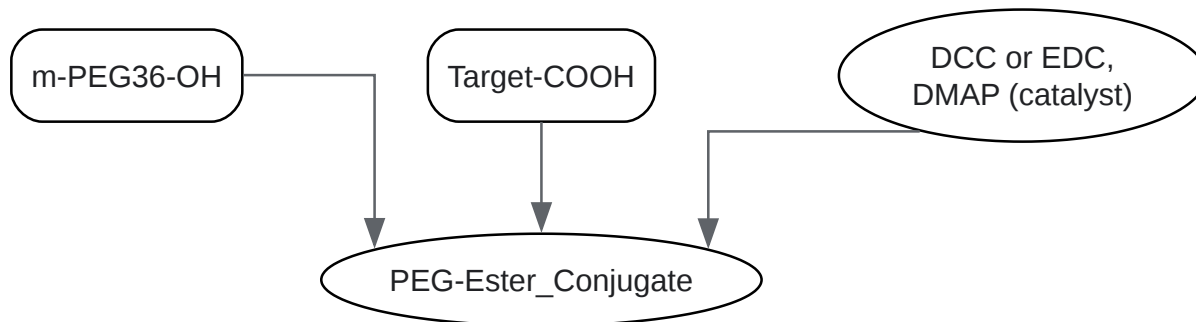 m-PEG36-OH
Target-COOH
DCC or EDC,
DMAP (catalyst)
PEG-Ester_Conjugate